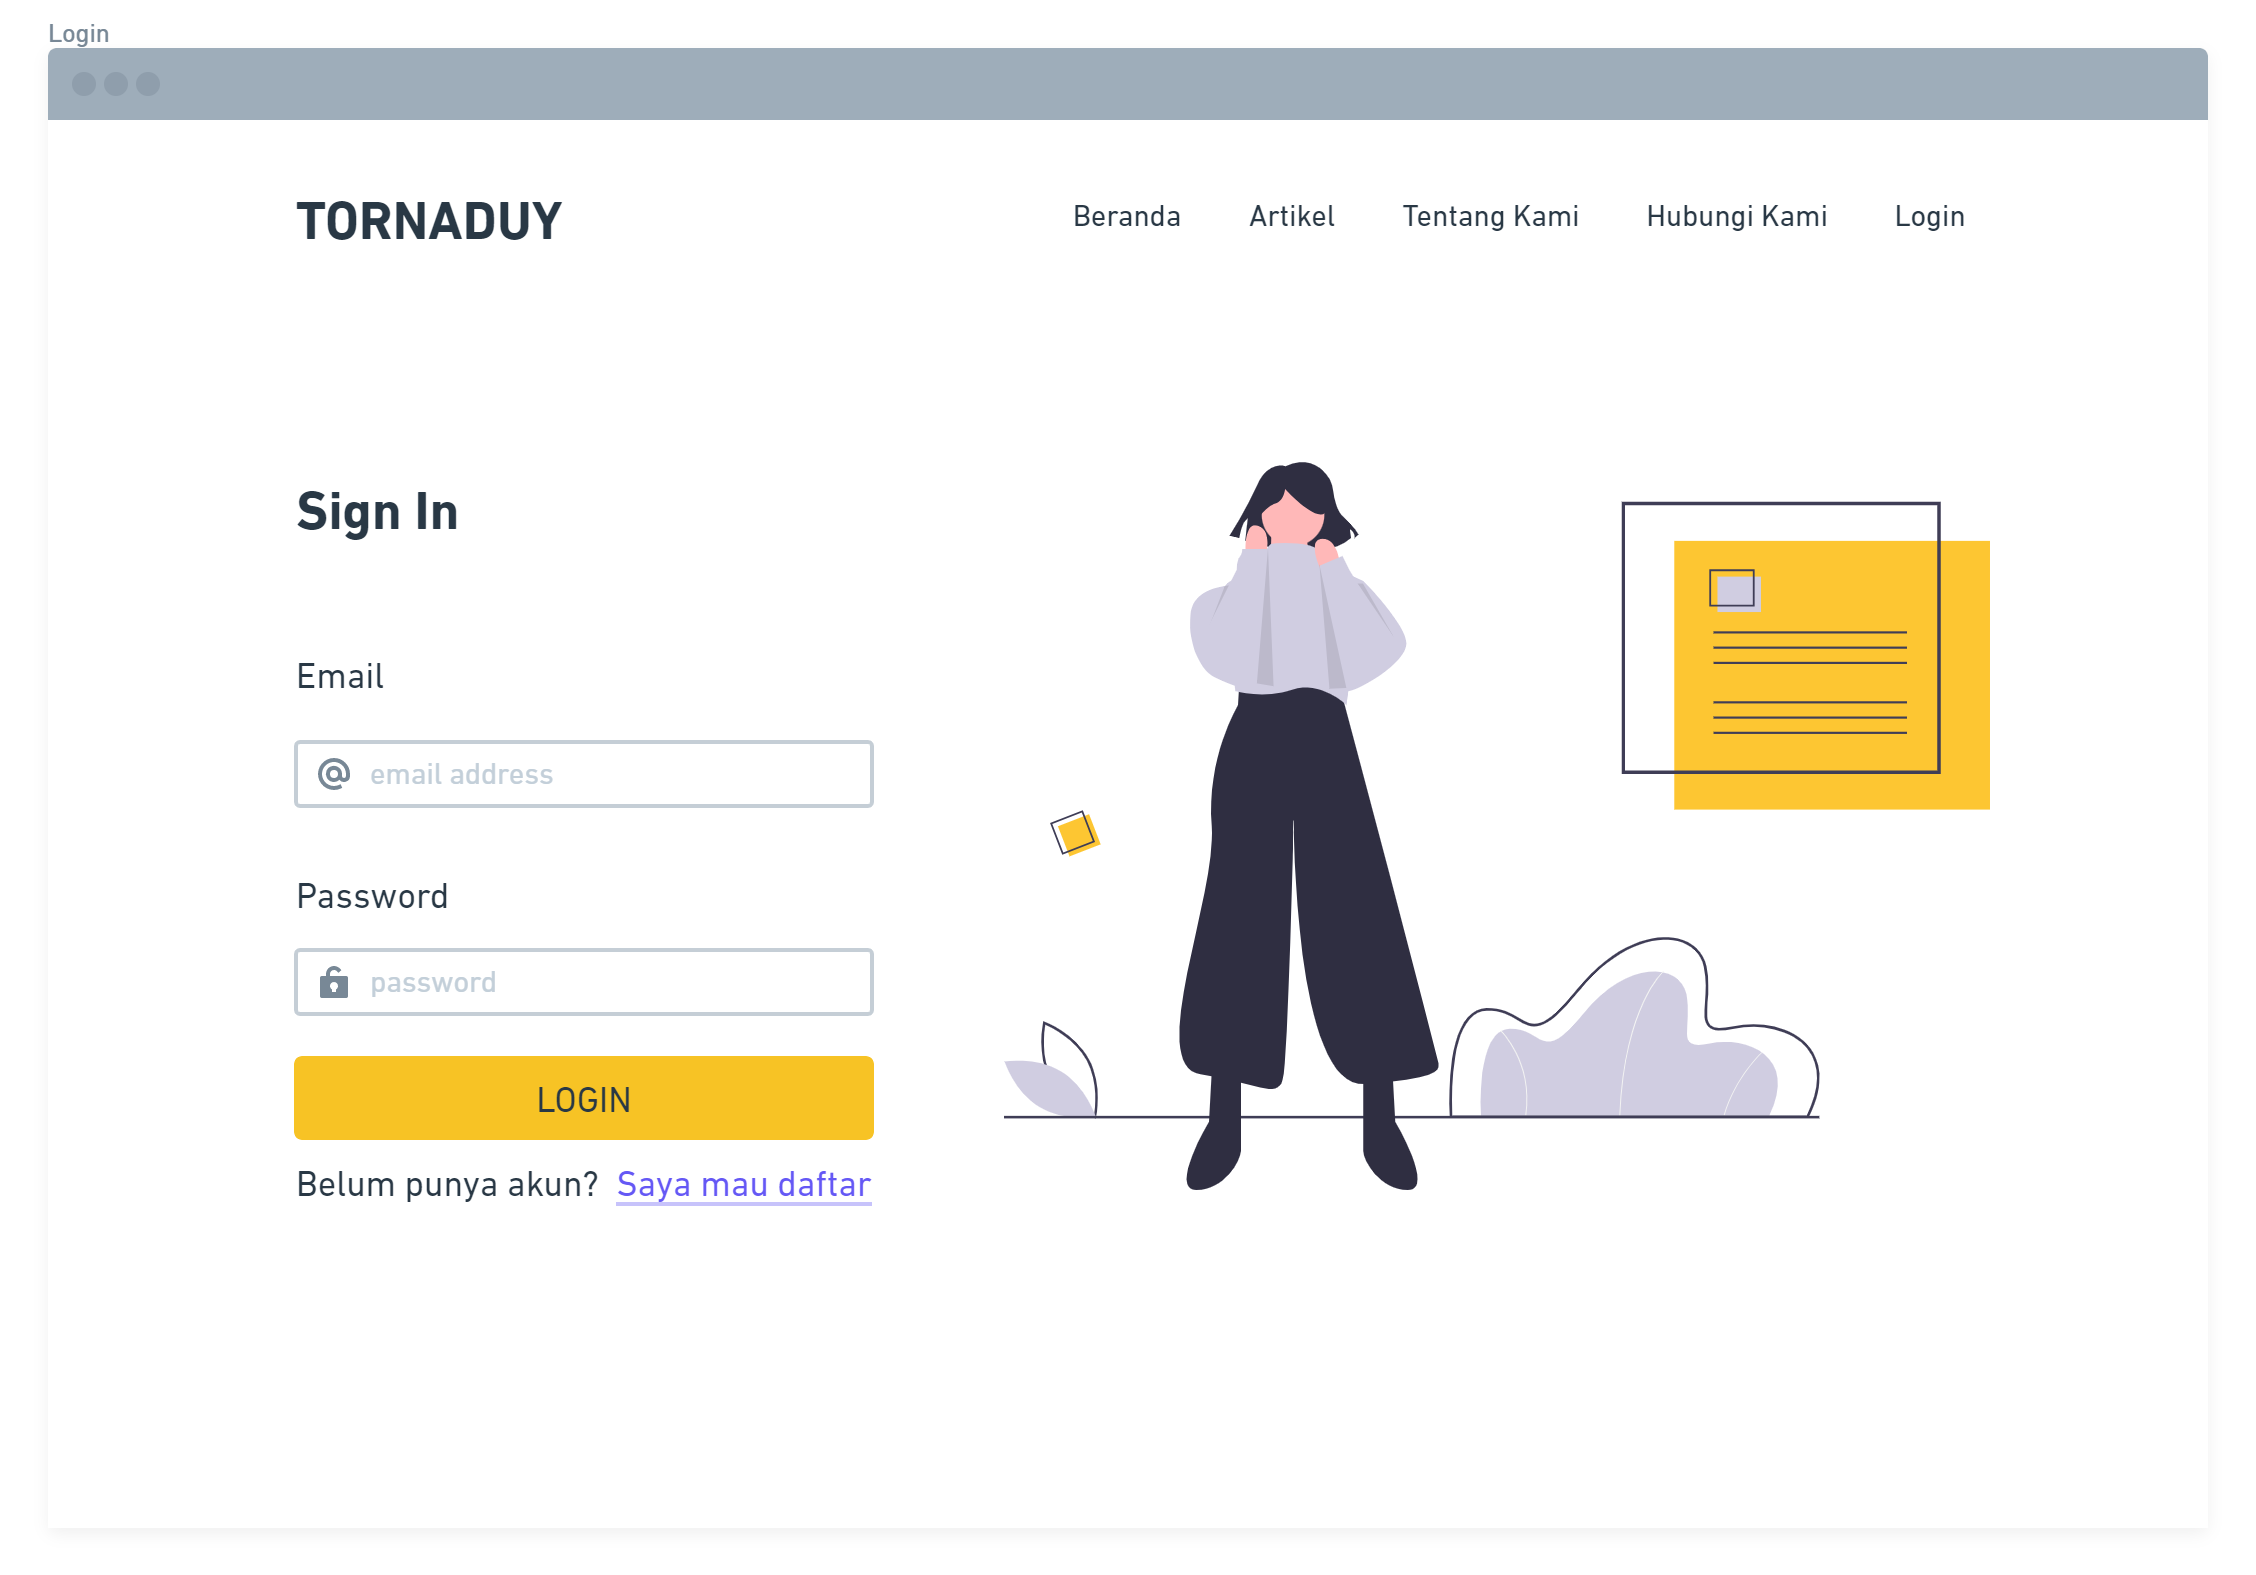 Login
TORNADUY
Beranda Artikel Tentang Kami Hubungi Kami Login
Sign In
Email
email address
Password
password
LOGIN
Belum punya akun? Saya mau daftar